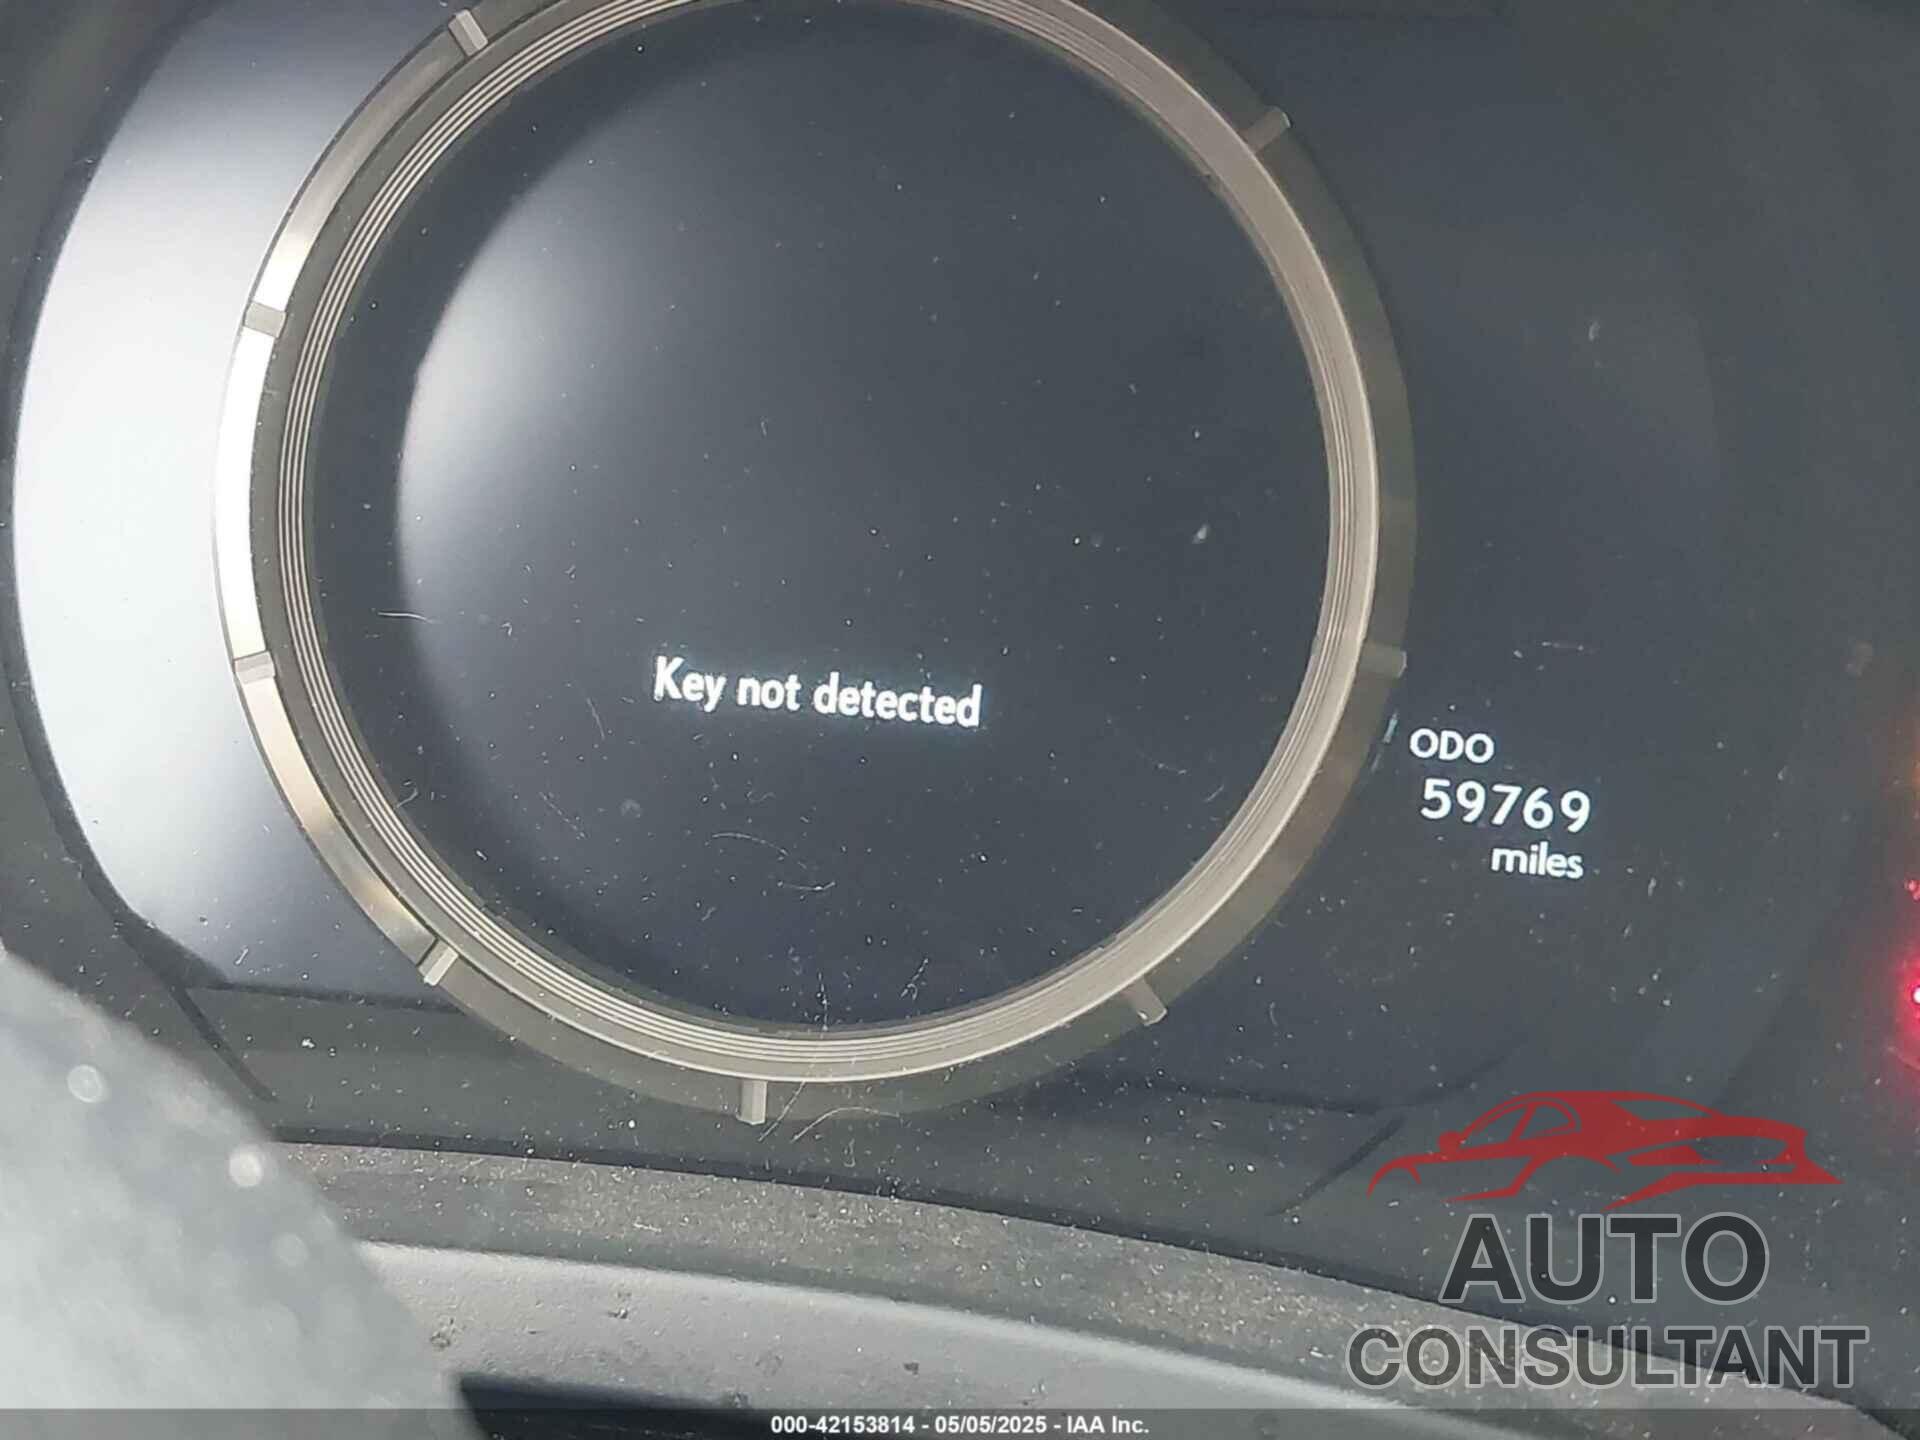 Key not detected
ODO
59769
miles
AUTO
CONSULTANT
000-42153814 - 05/05/2025 - IAA Inc.